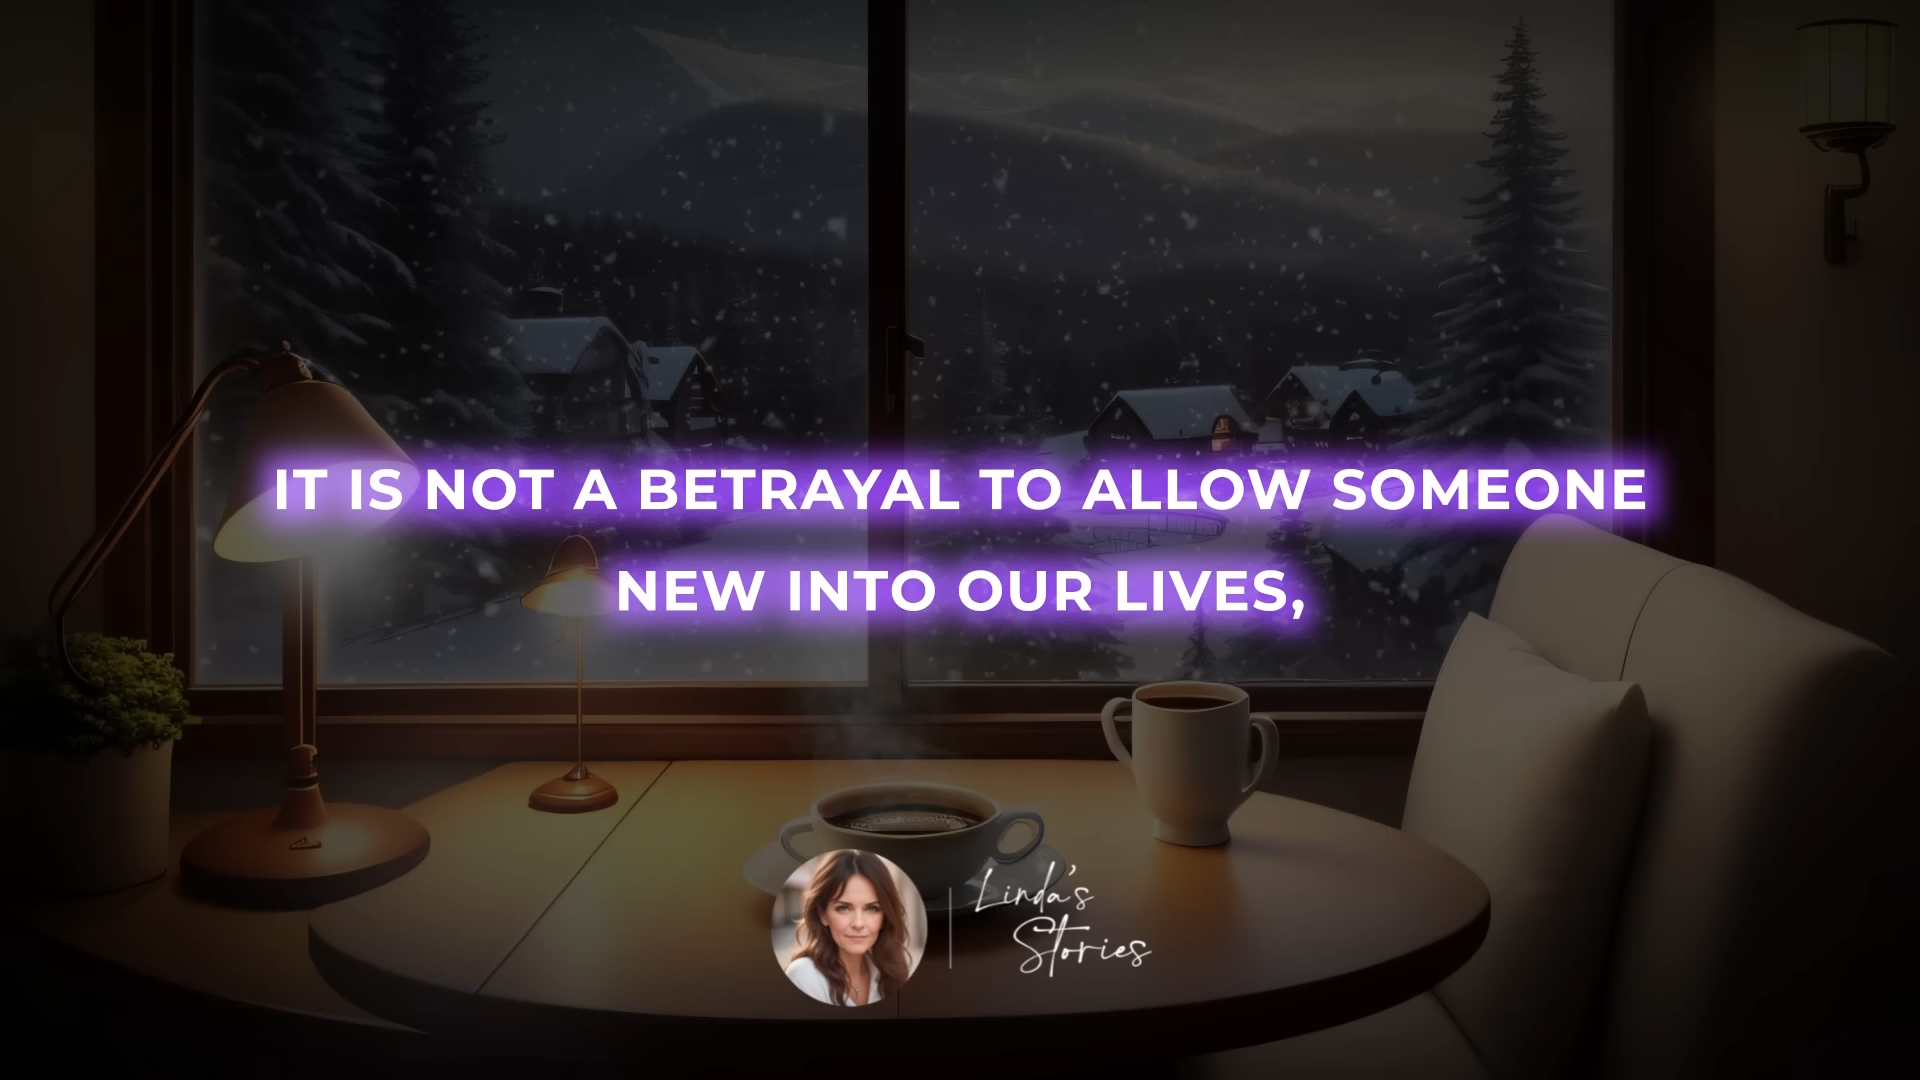 IT IS NOT A BETRAYAL TO ALLOW SOMEONE
NEW INTO OUR LIVES,
Linda's
Stories